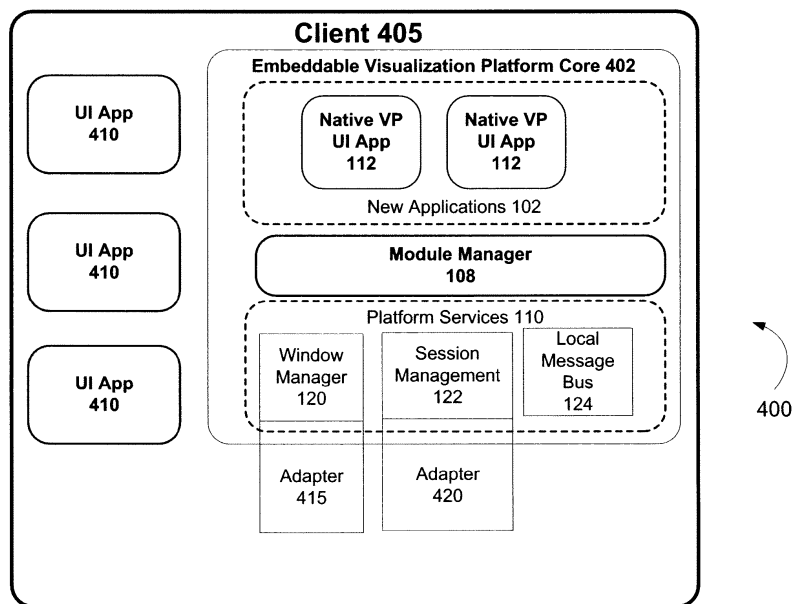 Client 405
Embeddable Visualization Platform Core 402
UI App
410
Native VP
UI App
112
Native VP
UI App
112
New Applications 102
UI App
410
Module Manager
108
Platform Services 110
Window
Manager
120
Session
Management
122
Local
Message
Bus
124
UI App
410
Adapter
415
Adapter
420
400